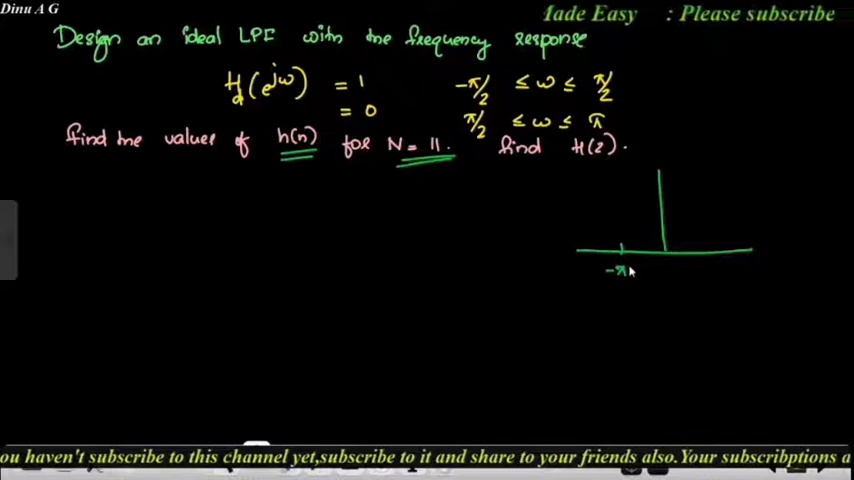 Dinu A G
Made Easy : Please subscribe
Design an ideal LPF with the frequency response
Hd(e^jω) = 1 -π/2 ≤ ω ≤ π/2
= 0 π/2 ≤ ω ≤ π
find the values of h(n) for N = 11. find H(z).
-π
ou haven't subscribe to this channel yet,subscribe to it and share to your friends also.Your subscribptions a